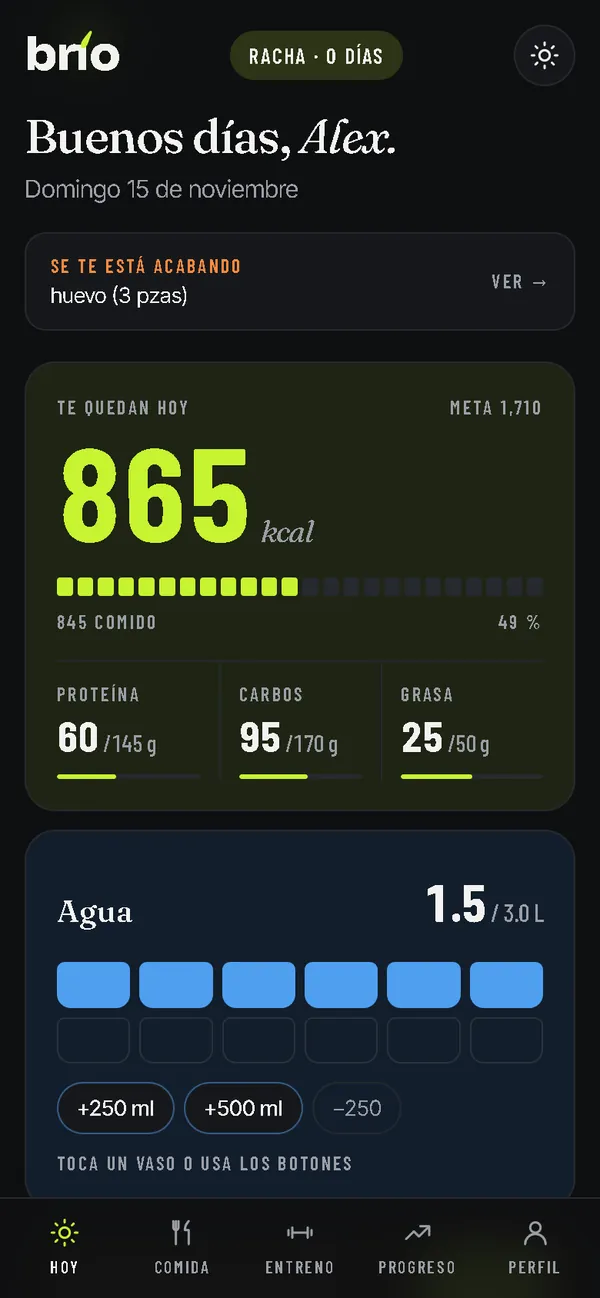 brío
RACHA · 0 DÍAS
Buenos días, Alex.
Domingo 15 de noviembre
SE TE ESTÁ ACABANDO
huevo (3 pzas)
VER →
TE QUEDAN HOY
META 1,710
865 kcal
845 COMIDO
49 %
PROTEÍNA
60 /145 g
CARBOS
95 /170 g
GRASA
25 /50 g
Agua
1.5 / 3.0 L
+250 ml
+500 ml
−250
TOCA UN VASO O USA LOS BOTONES
HOY
COMIDA
ENTRENO
PROGRESO
PERFIL